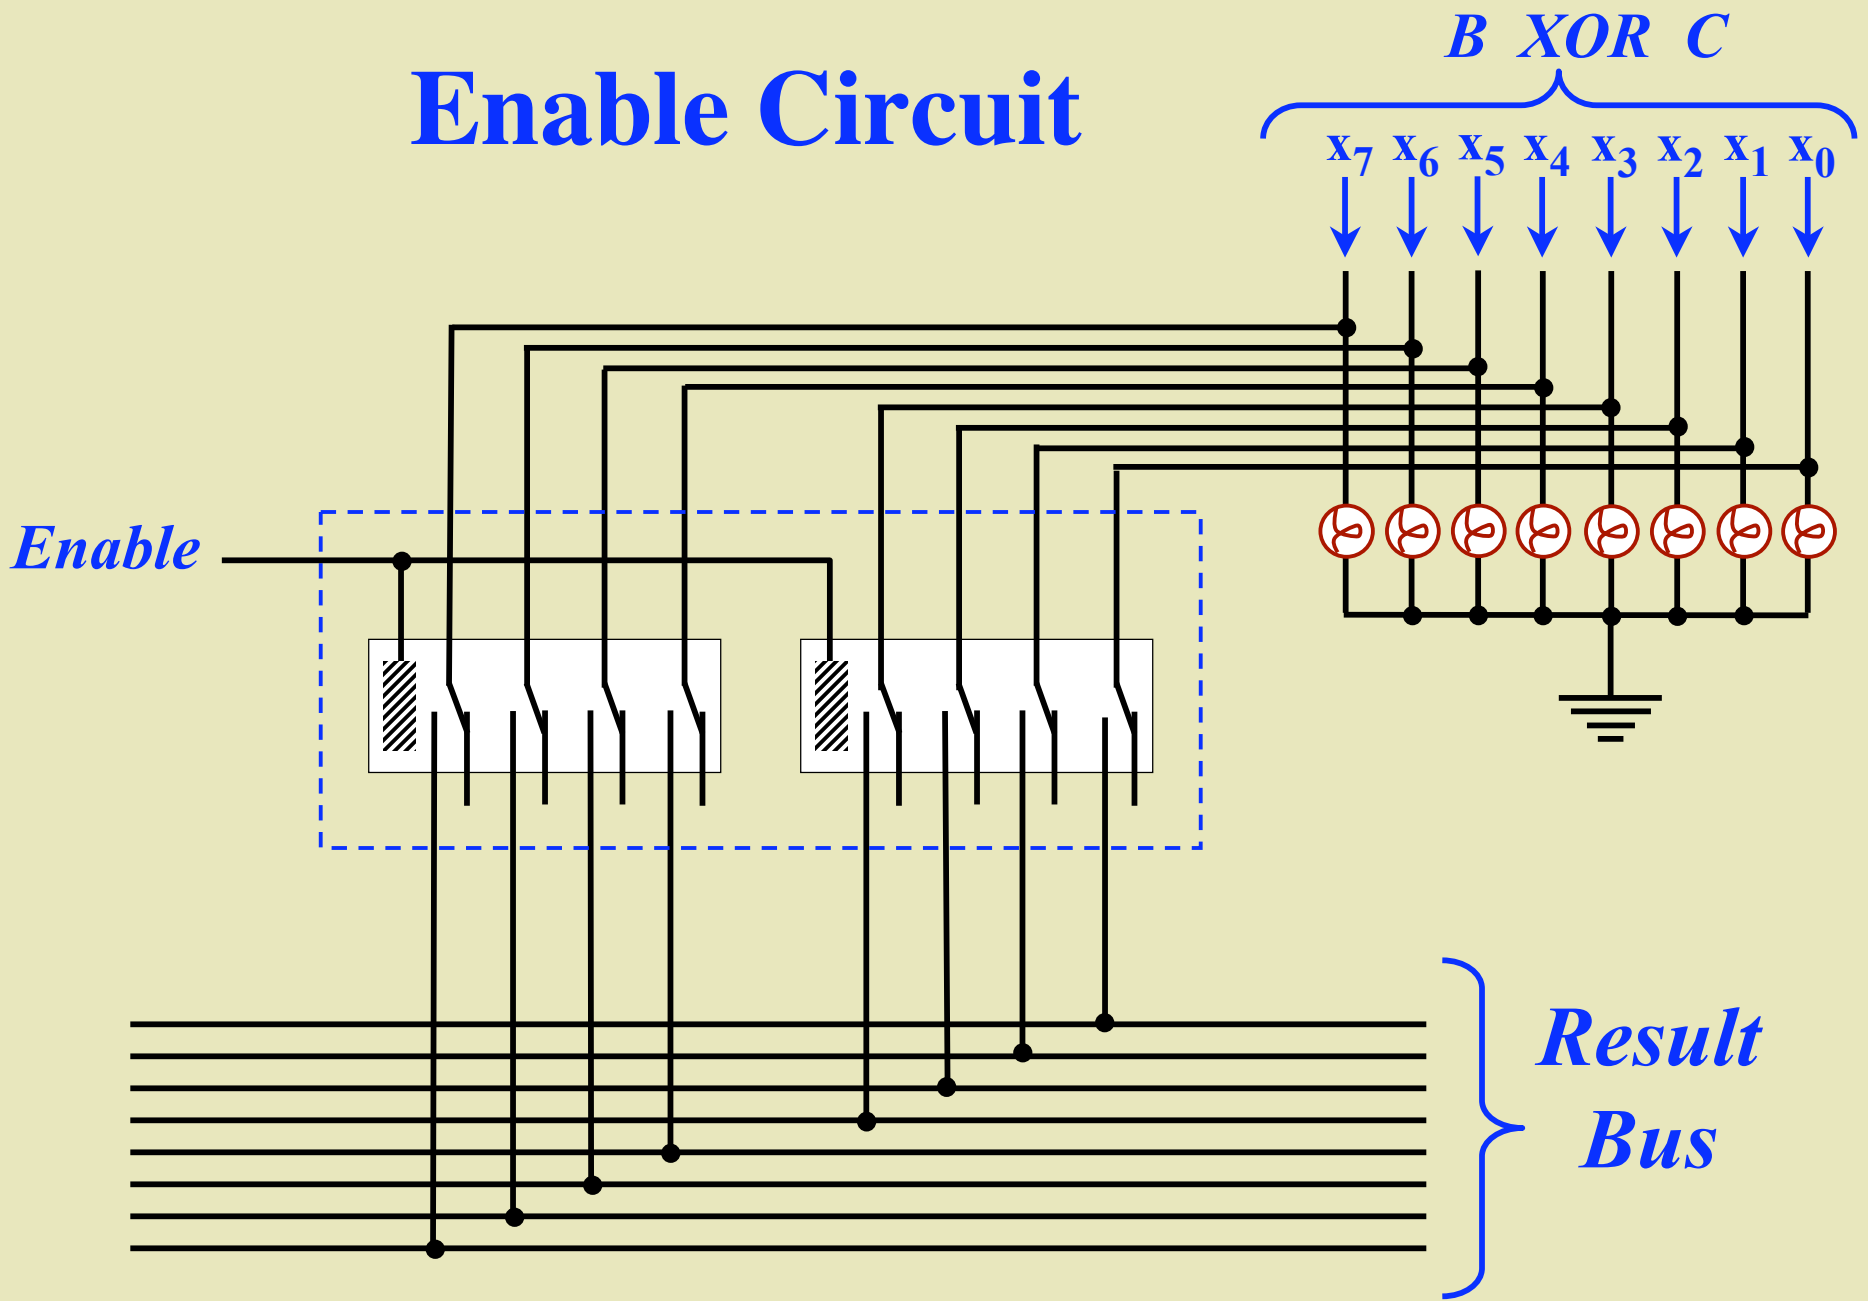 B XOR C
Enable Circuit
x7 x6 x5 x4 x3 x2 x1 x0
Enable
Result
Bus